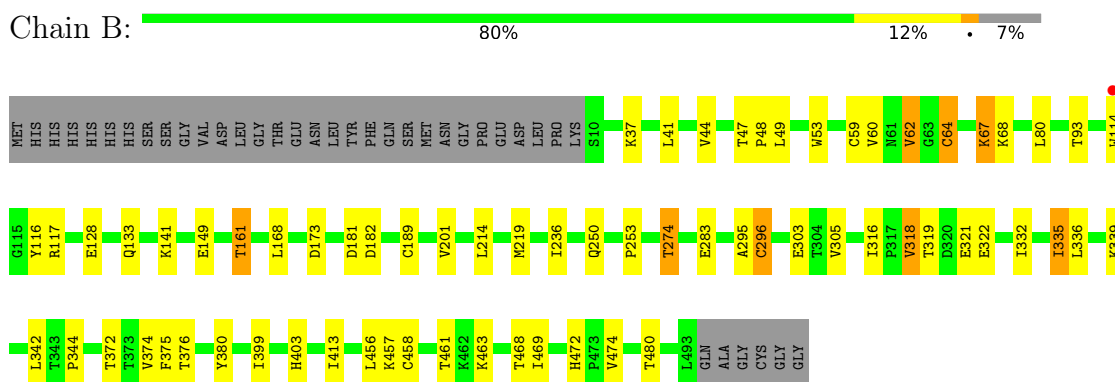 Chain B:
80% 12% • 7%
MET HIS HIS HIS HIS HIS HIS SER SER GLY VAL ASP LEU GLY THR GLU ASN LEU TYR PHE GLN SER MET ASN GLY PRO GLU ASP LEU PRO LYS S10 K37 L41 V44 T47 P48 L49 W53 C59 V60 N61 V62 G63 C64 K67 K68 L80 T93 W114
G115 Y116 R117 E128 Q133 K141 E149 T161 L168 D173 D181 D182 C189 V201 L214 M219 I236 Q250 P253 T274 E283 A295 C296 E303 T304 V305 I316 P317 V318 T319 D320 E321 E322 I332 I335 L336 K339
L342 T343 P344 T372 T373 V374 F375 T376 Y380 I399 H403 I413 L456 K457 C458 T461 K462 K463 T468 I469 H472 P473 V474 T480 L493 GLN ALA GLY CYS GLY GLY